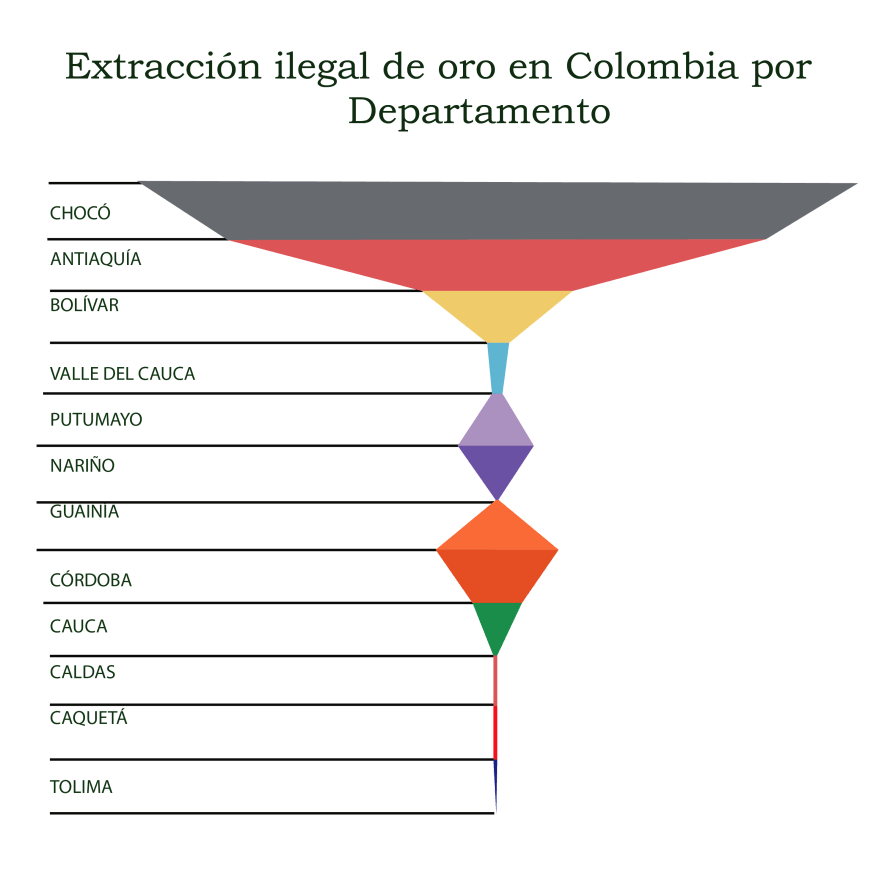 Extracción ilegal de oro en Colombia por
Departamento
CHOCÓ
ANTIAQUÍA
BOLÍVAR
VALLE DEL CAUCA
PUTUMAYO
NARIÑO
GUAINÍA
CÓRDOBA
CAUCA
CALDAS
CAQUETÁ
TOLIMA